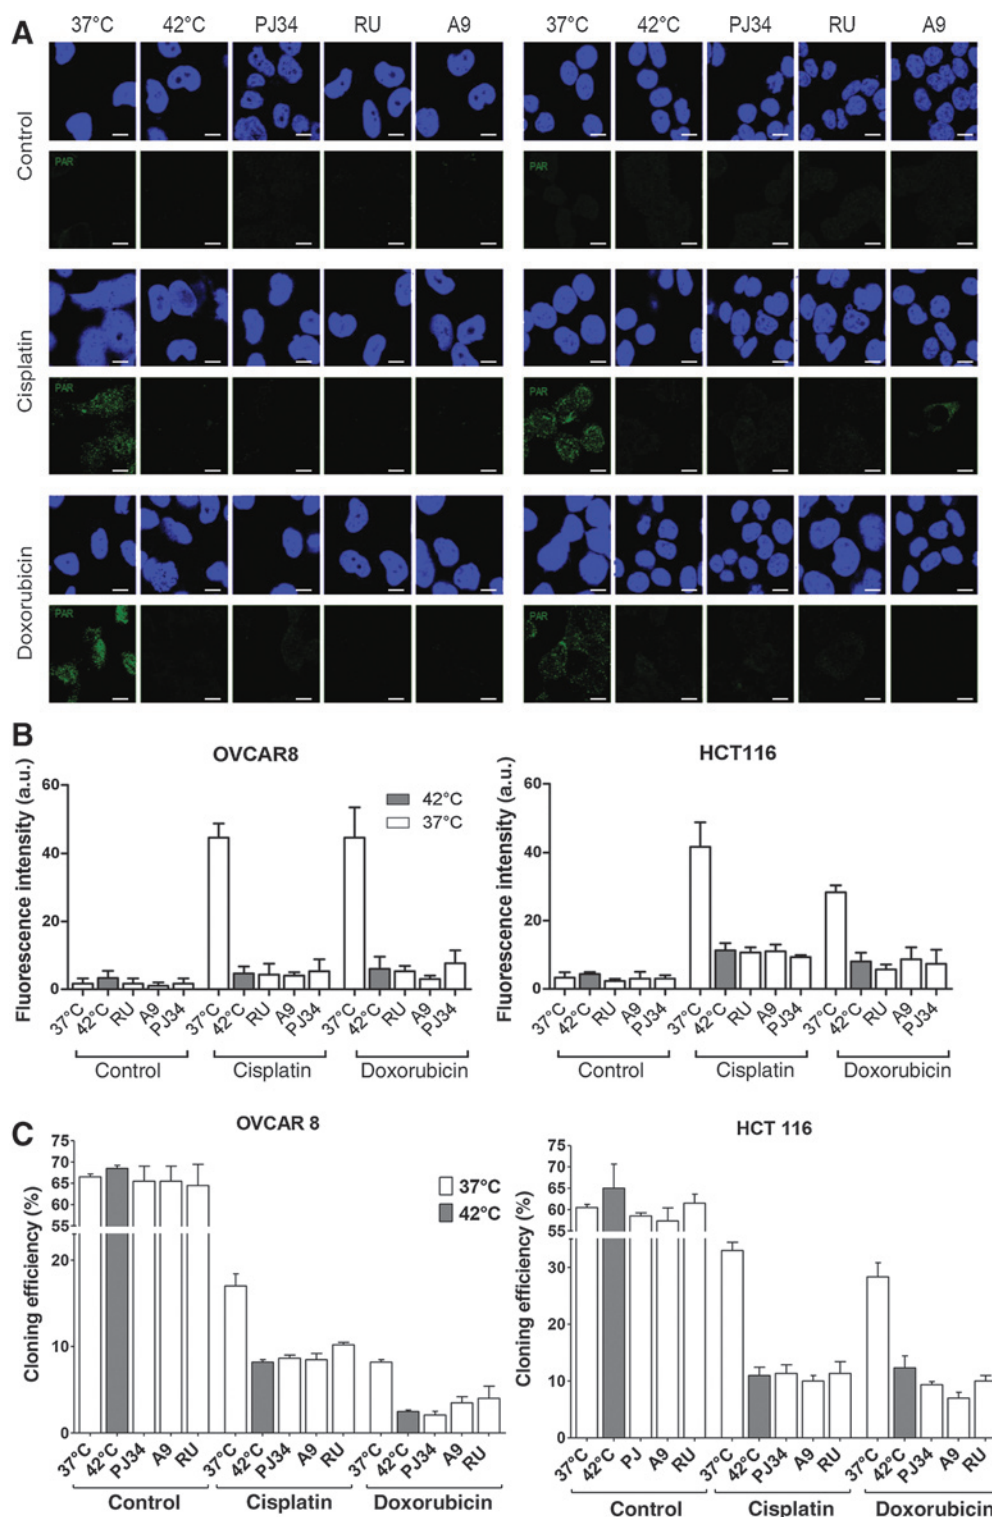 A
37°C 42°C PJ34 RU A9 37°C 42°C PJ34 RU A9
Control
PAR PAR
Cisplatin
PAR PAR
Doxorubicin
PAR PAR
B
OVCAR8
Fluorescence intensity (a.u.)
60
40
20
0
42°C
37°C
37°C 42°C RU A9 PJ34 37°C 42°C RU A9 PJ34 37°C 42°C RU A9 PJ34
Control Cisplatin Doxorubicin
HCT116
Fluorescence intensity (a.u.)
60
40
20
0
37°C 42°C RU A9 PJ34 37°C 42°C RU A9 PJ34 37°C 42°C RU A9 PJ34
Control Cisplatin Doxorubicin
C
OVCAR 8
Cloning efficiency (%)
75
70
65
60
55
20
10
0
37°C
42°C
37°C 42°C PJ34 A9 RU 37°C 42°C PJ34 A9 RU 37°C 42°C PJ34 A9 RU
Control Cisplatin Doxorubicin
HCT 116
Cloning efficiency (%)
75
70
65
60
55
30
20
10
0
37°C 42°C PJ A9 RU 37°C 42°C PJ34 A9 RU 37°C 42°C PJ34 A9 RU
Control Cisplatin Doxorubicin